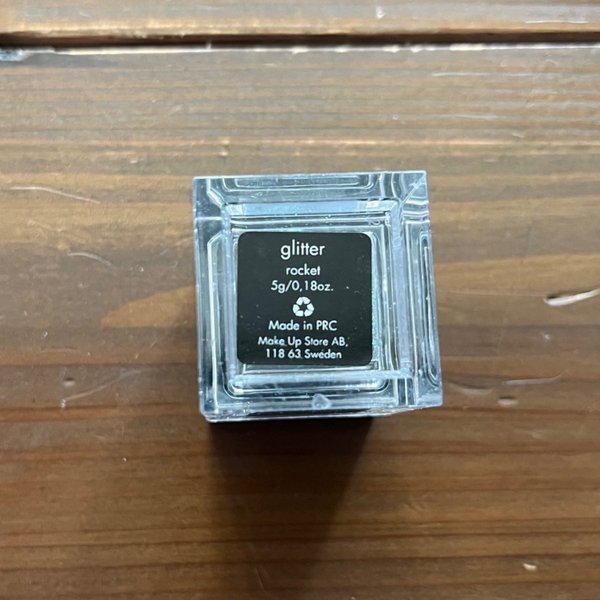 glitter
rocket
5g/0,18oz.
Made in PRC
Make Up Store AB,
118 63 Sweden